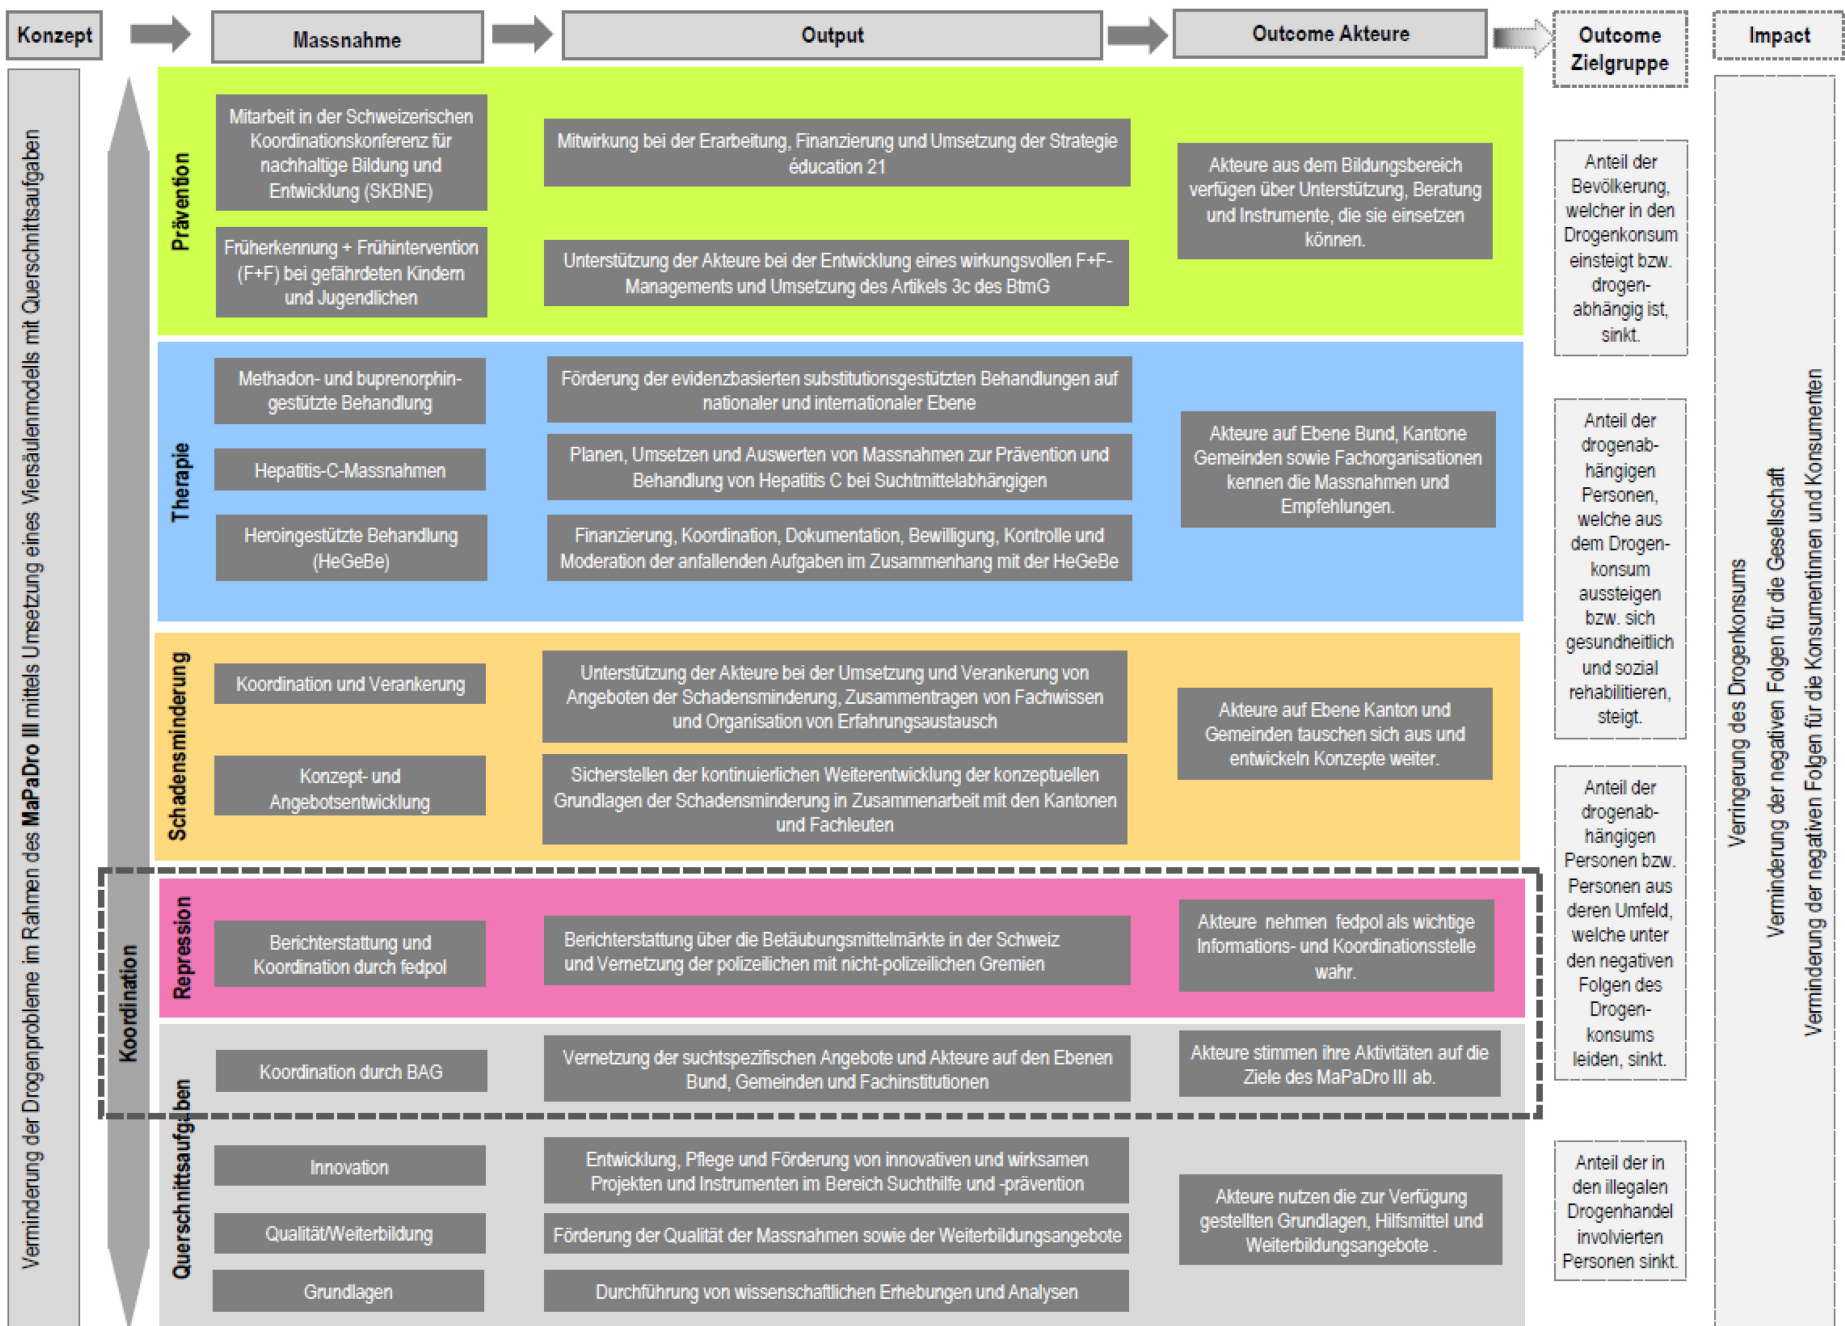 Konzept
Massnahme
Output
Outcome Akteure
Outcome
Zielgruppe
Impact
Verminderung der Drogenprobleme im Rahmen des MaPaDro III mittels Umsetzung eines Viersäulenmodels mit Querschnittsaufgaben
Koordination
Prävention
Mitarbeit in der Schweizerischen
Koordinationskonferenz für
nachhaltige Bildung und
Entwicklung (SKBNE)
Mitwirkung bei der Erarbeitung, Finanzierung und Umsetzung der Strategie
éducation 21
Früherkennung + Frühintervention
(F+F) bei gefährdeten Kindern
und Jugendlichen
Unterstützung der Akteure bei der Entwicklung eines wirkungsvollen F+F-
Managements und Umsetzung des Artikels 3c des BtmG
Akteure aus dem Bildungsbereich
verfügen über Unterstützung, Beratung
und Instrumente, die sie einsetzen
können.
Therapie
Methadon- und buprenorphin-
gestützte Behandlung
Förderung der evidenzbasierten substitutionsgestützten Behandlungen auf
nationaler und internationaler Ebene
Hepatitis-C-Massnahmen
Planen, Umsetzen und Auswerten von Massnahmen zur Prävention und
Behandlung von Hepatitis C bei Suchtmittelabhängigen
Heroingestützte Behandlung
(HeGeBe)
Finanzierung, Koordination, Dokumentation, Bewilligung, Kontrolle und
Moderation der anfallenden Aufgaben im Zusammenhang mit der HeGeBe
Akteure auf Ebene Bund, Kantone
Gemeinden sowie Fachorganisationen
kennen die Massnahmen und
Empfehlungen.
Schadensminderung
Koordination und Verankerung
Unterstützung der Akteure bei der Umsetzung und Verankerung von
Angeboten der Schadensminderung, Zusammentragen von Fachwissen
und Organisation von Erfahrungsaustausch
Konzept- und
Angebotsentwicklung
Sicherstellen der kontinuierlichen Weiterentwicklung der konzeptuellen
Grundlagen der Schadensminderung in Zusammenarbeit mit den Kantonen
und Fachleuten
Akteure auf Ebene Kanton und
Gemeinden tauschen sich aus und
entwickeln Konzepte weiter.
Repression
Berichterstattung und
Koordination durch fedpol
Berichterstattung über die Betäubungsmittelmärkte in der Schweiz
und Vernetzung der polizeilichen mit nicht-polizeilichen Gremien
Akteure nehmen fedpol als wichtige
Informations- und Koordinationsstelle
wahr.
Querschnittsaufgaben
Koordination durch BAG
Vernetzung der suchtspezifischen Angebote und Akteure auf den Ebenen
Bund, Gemeinden und Fachinstitutionen
Akteure stimmen ihre Aktivitäten auf die
Ziele des MaPaDro III ab.
Innovation
Entwicklung, Pflege und Förderung von innovativen und wirksamen
Projekten und Instrumenten im Bereich Suchthilfe und -prävention
Qualität/Weiterbildung
Förderung der Qualität der Massnahmen sowie der Weiterbildungsangebote
Grundlagen
Durchführung von wissenschaftlichen Erhebungen und Analysen
Akteure nutzen die zur Verfügung
gestellten Grundlagen, Hilfsmittel und
Weiterbildungsangebote .
Anteil der
Bevölkerung,
welcher in den
Drogenkonsum
einsteigt bzw.
drogen-
abhängig ist,
sinkt.
Anteil der
drogenab-
hängigen
Personen,
welche aus
dem Drogen-
konsum
aussteigen
bzw. sich
gesundheitlich
und sozial
rehabilitieren,
steigt.
Anteil der
drogenab-
hängigen
Personen bzw.
Personen aus
deren Umfeld,
welche unter
den negativen
Folgen des
Drogen-
konsums
leiden, sinkt.
Anteil der in
den illegalen
Drogenhandel
involvierten
Personen sinkt.
Verringerung des Drogenkonsums
Verminderung der negativen Folgen für die Gesellschaft
Verminderung der negativen Folgen für die Konsumentinnen und Konsumenten